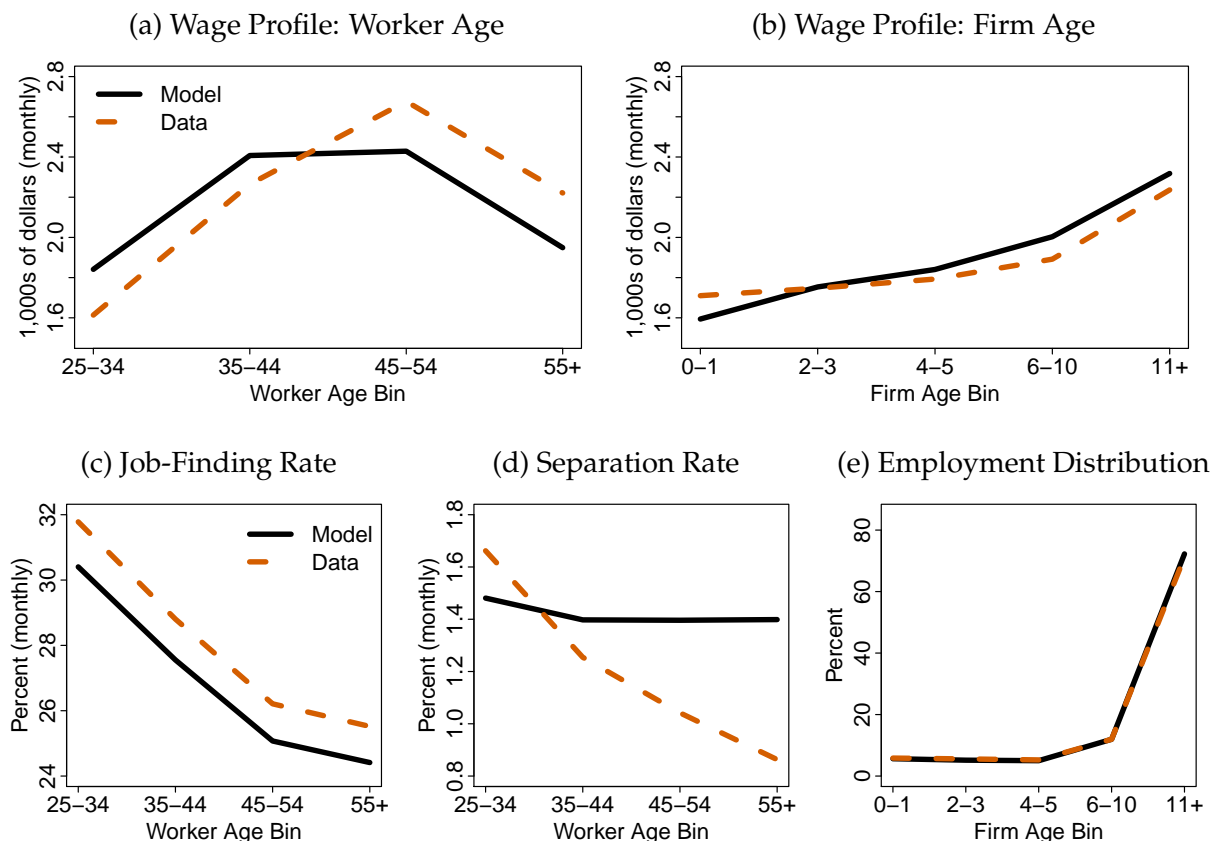 (a) Wage Profile: Worker Age
1,000s of dollars (monthly)
2.8
2.4
2.0
1.6
Model
Data
25–34 35–44 45–54 55+
Worker Age Bin
(b) Wage Profile: Firm Age
1,000s of dollars (monthly)
2.8
2.4
2.0
1.6
0–1 2–3 4–5 6–10 11+
Firm Age Bin
(c) Job-Finding Rate
Percent (monthly)
32
30
28
26
24
Model
Data
25–34 35–44 45–54 55+
Worker Age Bin
(d) Separation Rate
Percent (monthly)
1.8
1.6
1.4
1.2
1.0
0.8
25–34 35–44 45–54 55+
Worker Age Bin
(e) Employment Distribution
Percent
80
60
40
20
0
0–1 2–3 4–5 6–10 11+
Firm Age Bin